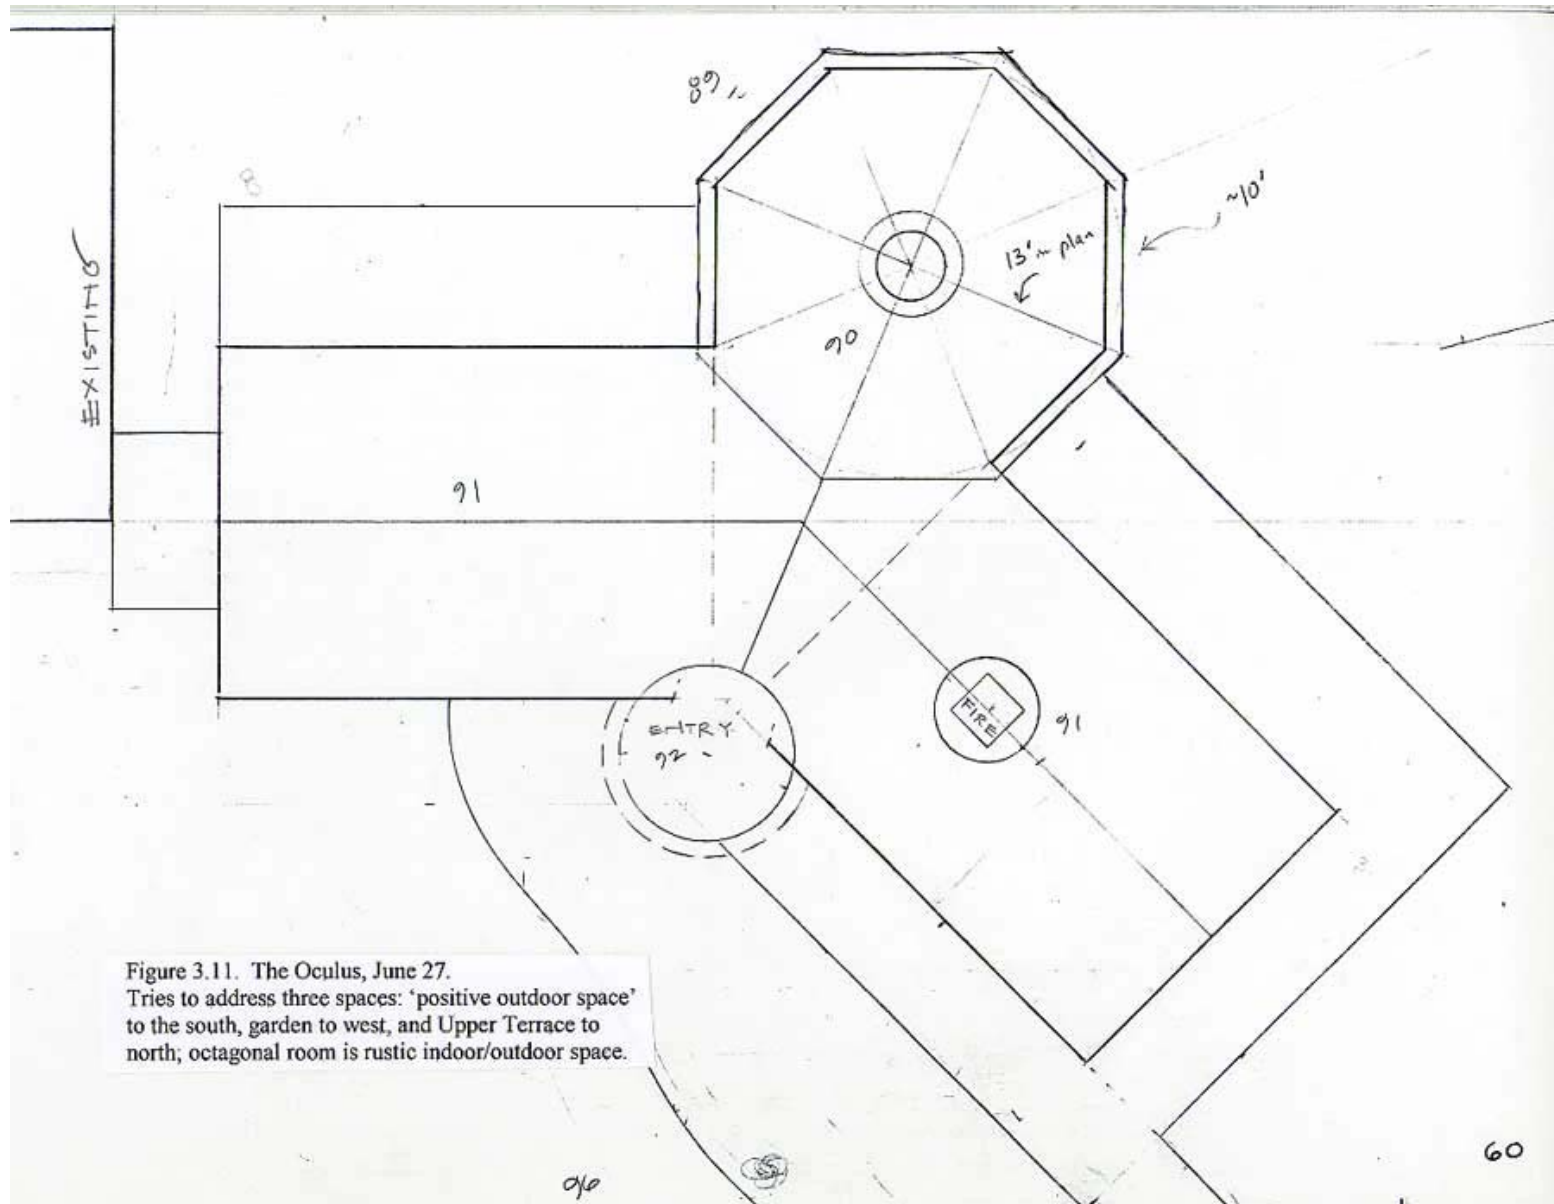 89
~10'
13' in plan
EXISTING
90
91
ENTRY
92
FIRE
91
Figure 3.11. The Oculus, June 27.
Tries to address three spaces: ‘positive outdoor space’
to the south, garden to west, and Upper Terrace to
north; octagonal room is rustic indoor/outdoor space.
60
96